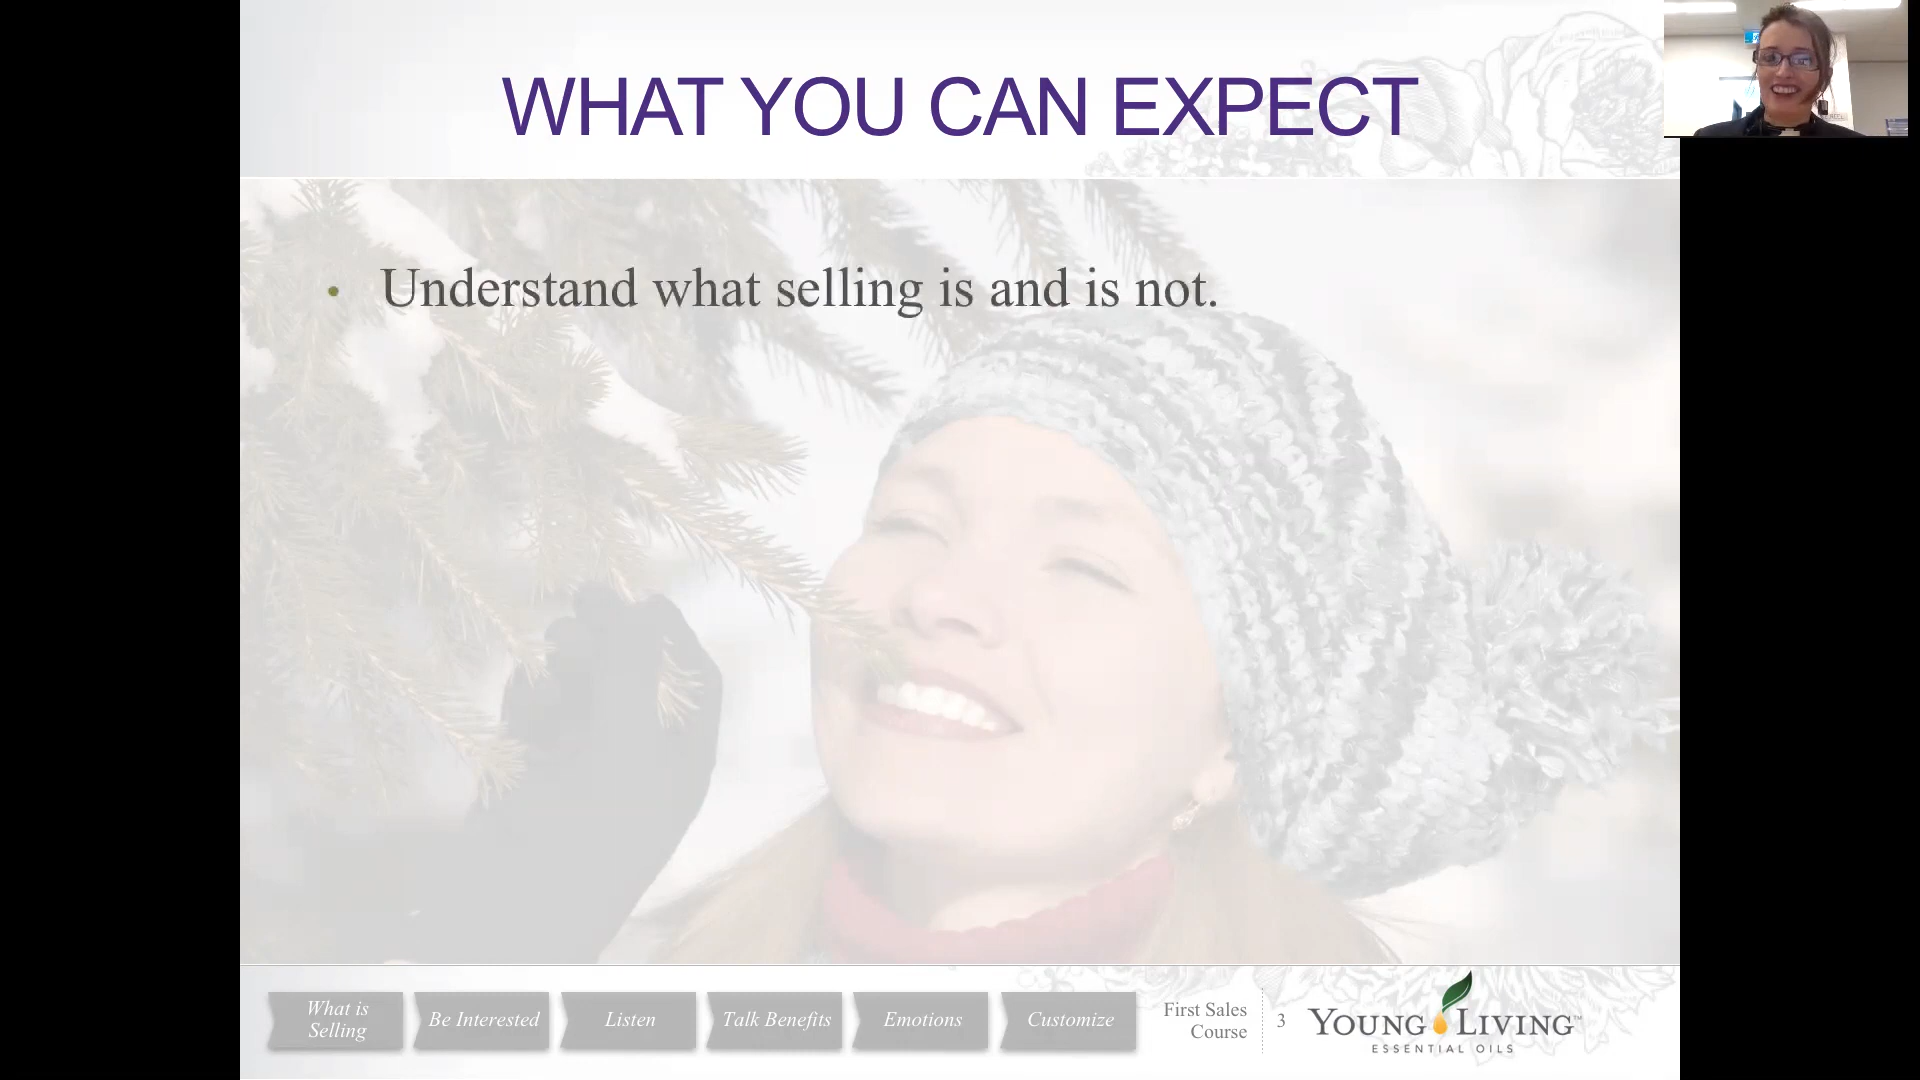 WHAT YOU CAN EXPECT
• Understand what selling is and is not.
What is
Selling
Be Interested
Listen
Talk Benefits
Emotions
Customize
First Sales
Course
3
YOUNG LIVING™
ESSENTIAL OILS